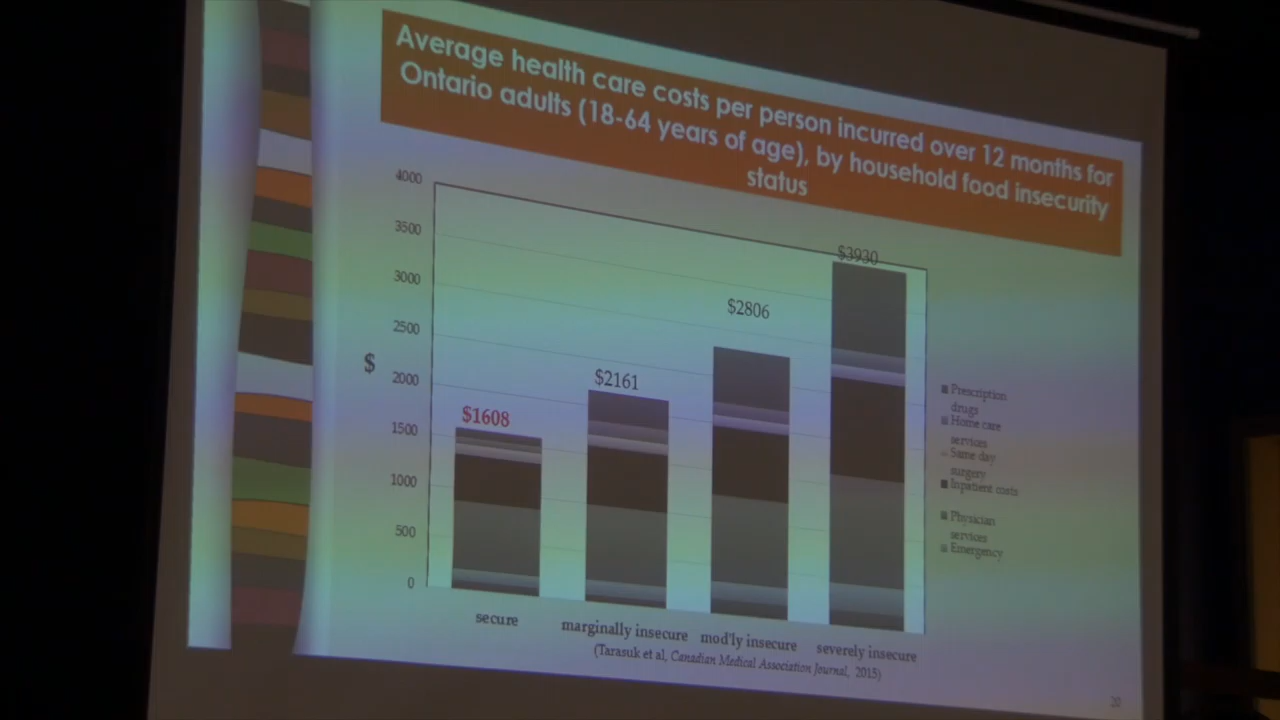 Average health care costs per person incurred over 12 months for
Ontario adults (18-64 years of age), by household food insecurity
status
4000
3500
3000
2500
2000
1500
1000
500
0
$
$1608
$2161
$2806
$3930
secure
marginally insecure
mod'ly insecure
severely insecure
Prescription
drugs
Home care
services
Same day
surgery
Inpatient costs
Physician
services
Emergency
(Tarasuk et al, Canadian Medical Association Journal, 2015)
20